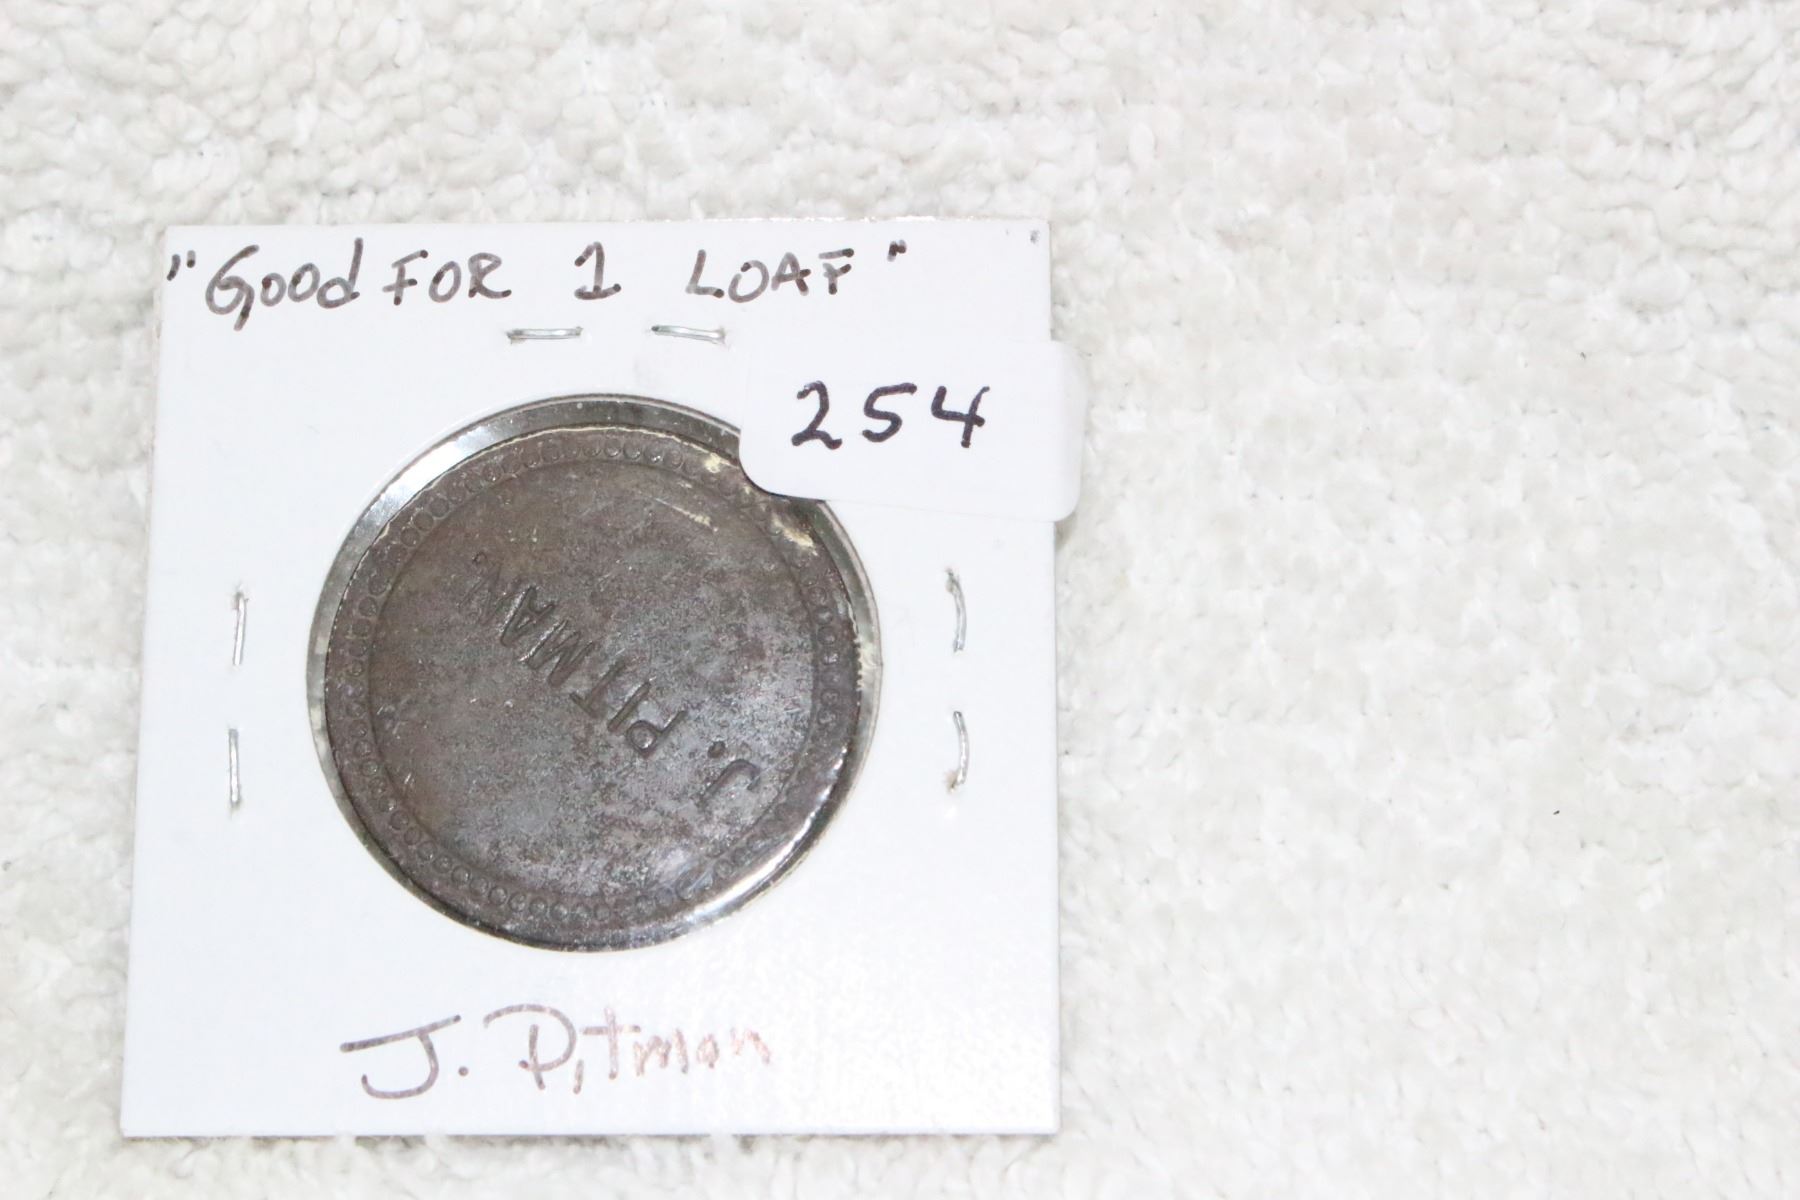 "Good FOR 1 LOAF"
254
J. PITMAN.
J. Pitman